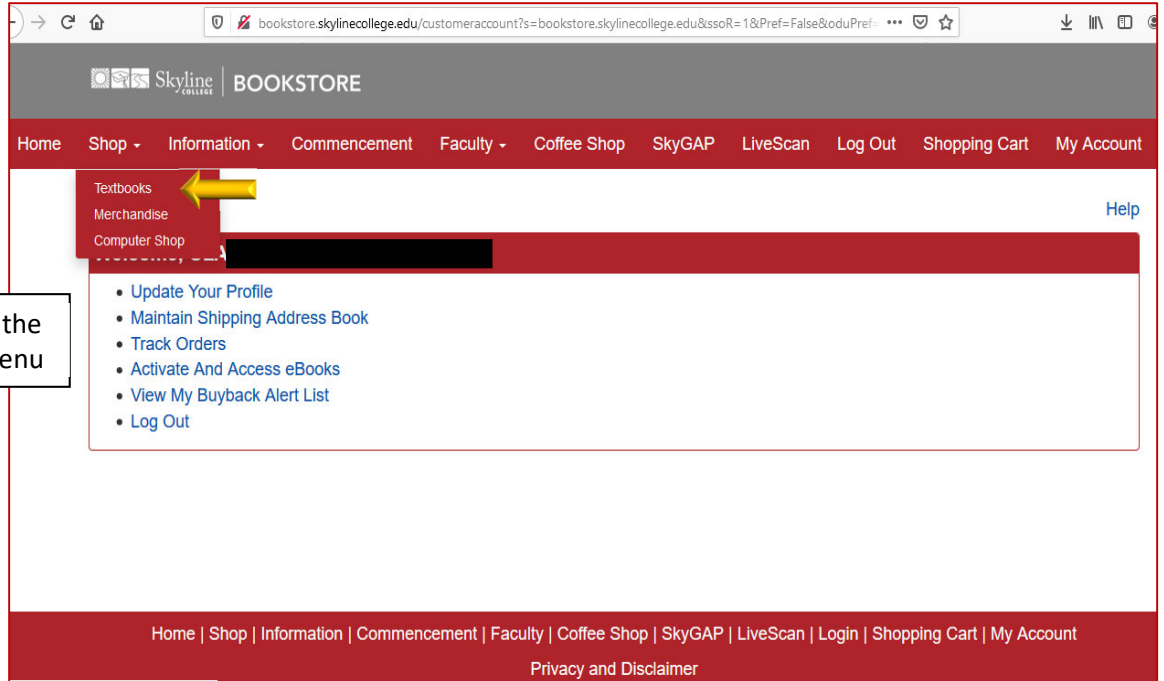 bookstore.skylinecollege.edu/customeraccount?s=bookstore.skylinecollege.edu&ssoR=1&Pref=False&oduPref=
Skyline COLLEGE | BOOKSTORE
Home Shop Information Commencement Faculty Coffee Shop SkyGAP LiveScan Log Out Shopping Cart My Account
Textbooks
Merchandise
Computer Shop
Help
the
enu
• Update Your Profile
• Maintain Shipping Address Book
• Track Orders
• Activate And Access eBooks
• View My Buyback Alert List
• Log Out
Home | Shop | Information | Commencement | Faculty | Coffee Shop | SkyGAP | LiveScan | Login | Shopping Cart | My Account
Privacy and Disclaimer